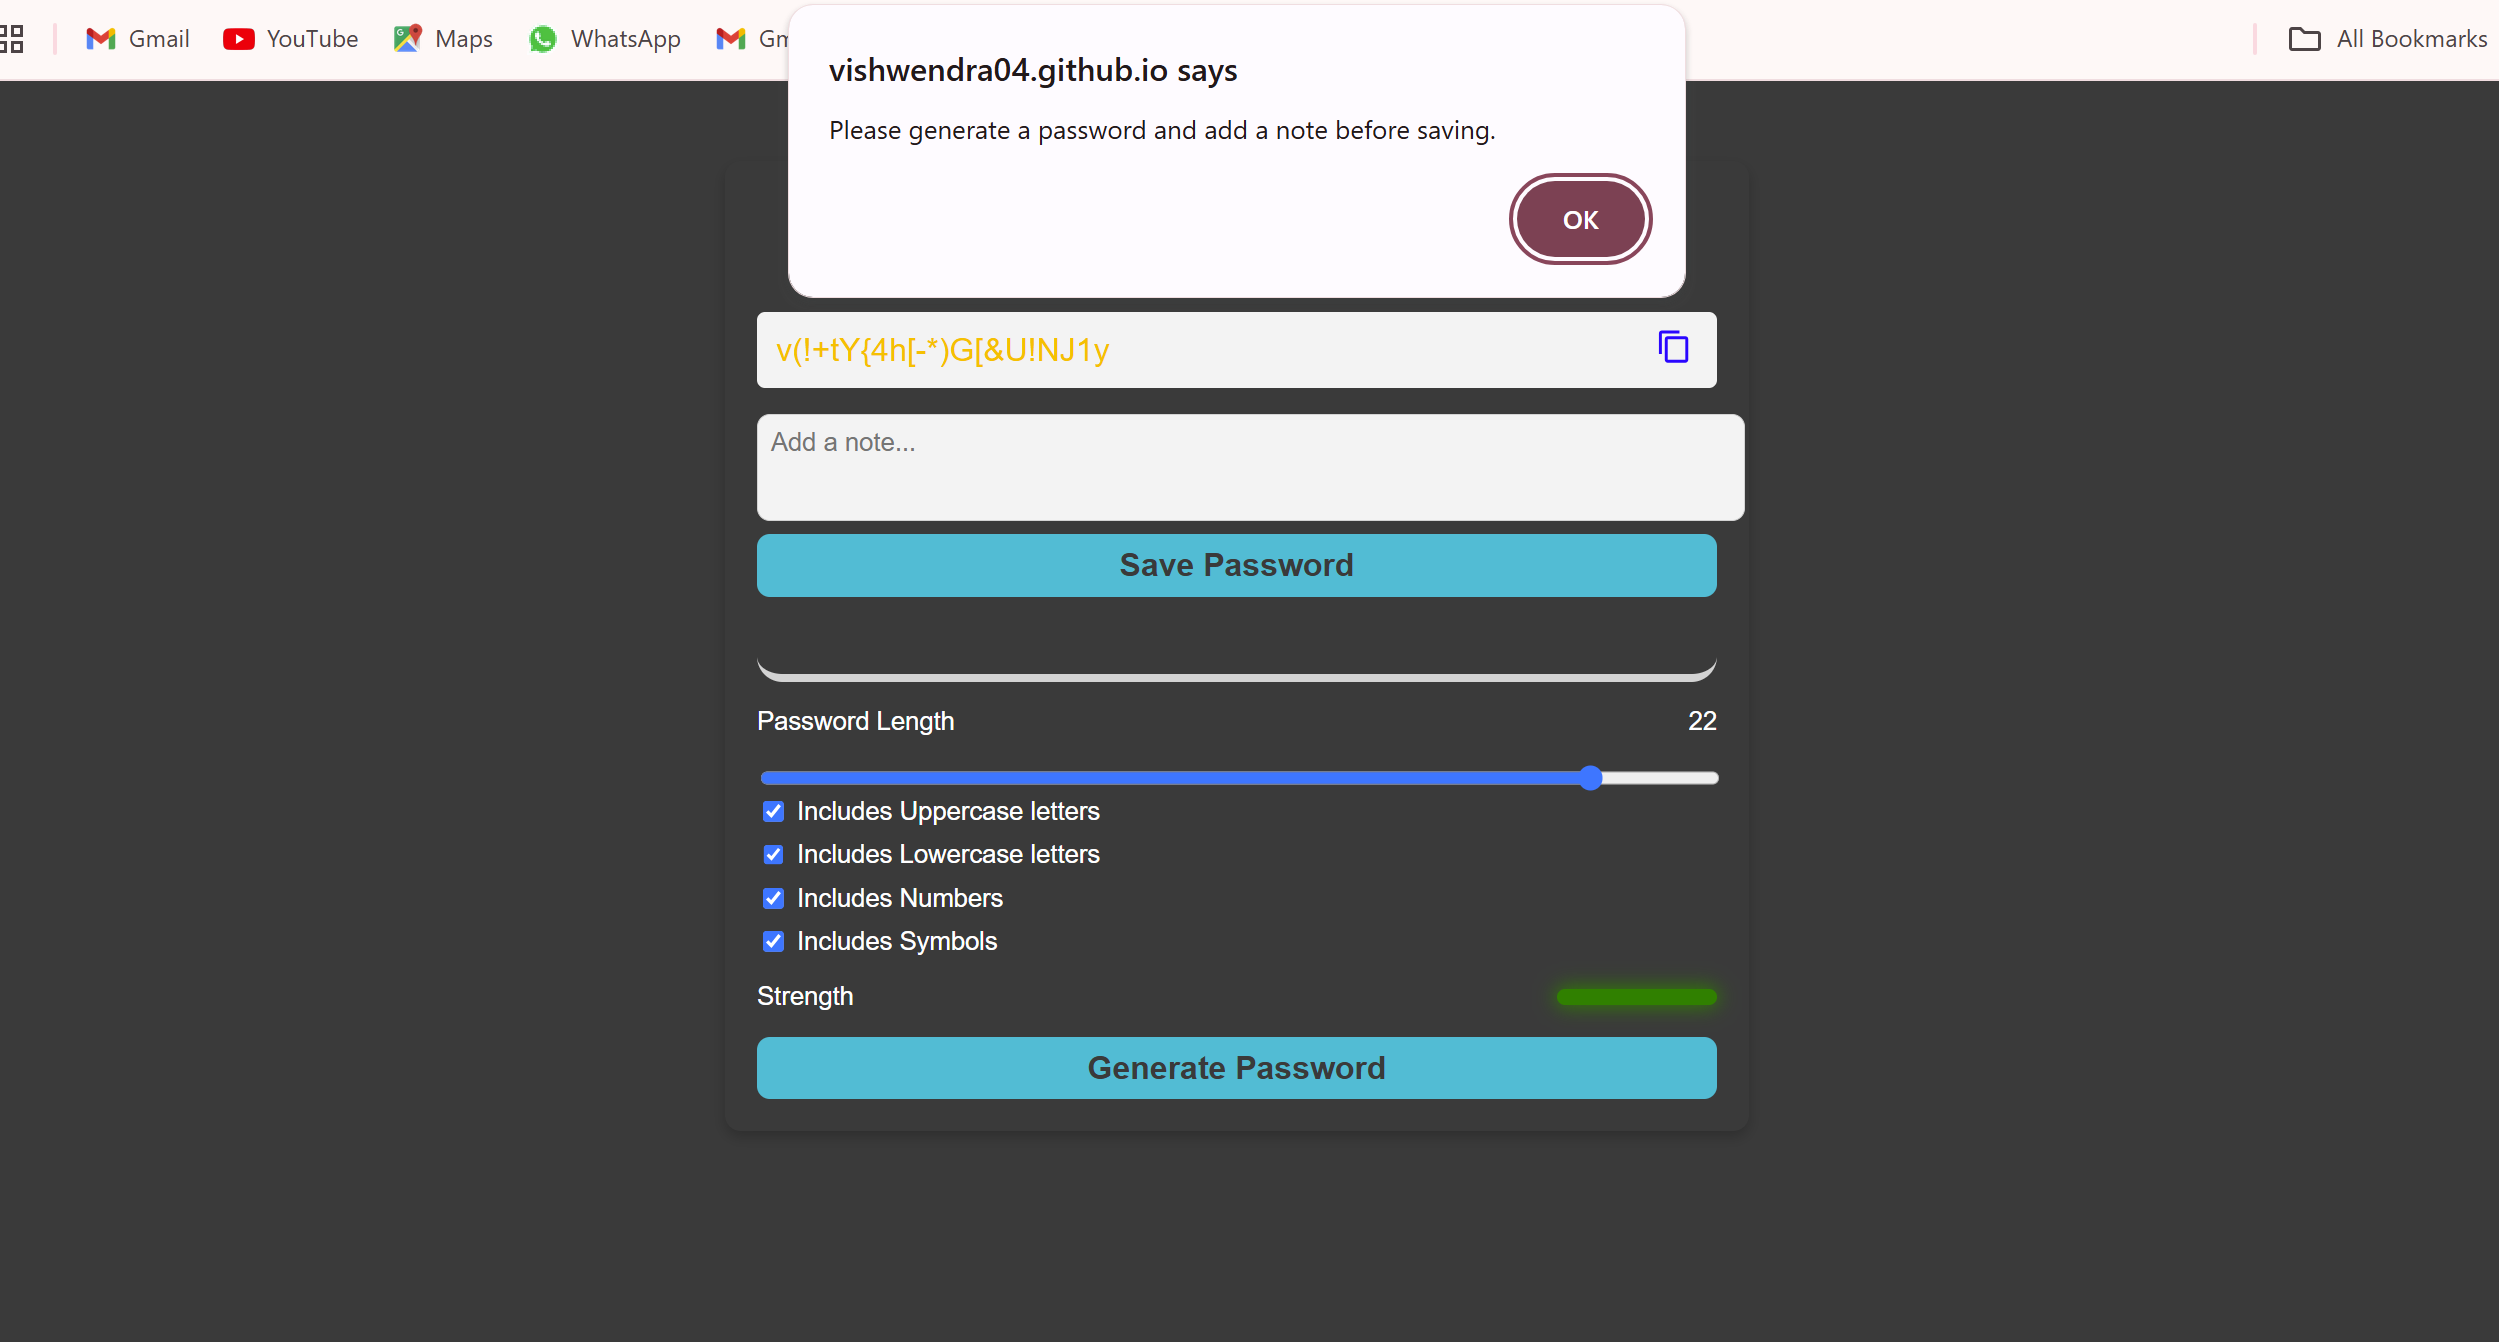 Gmail YouTube Maps WhatsApp Gm All Bookmarks
vishwendra04.github.io says
Please generate a password and add a note before saving.
OK
v(!+tY{4h[-*)G[&U!NJ1y
Add a note...
Save Password
Password Length 22
Includes Uppercase letters
Includes Lowercase letters
Includes Numbers
Includes Symbols
Strength
Generate Password